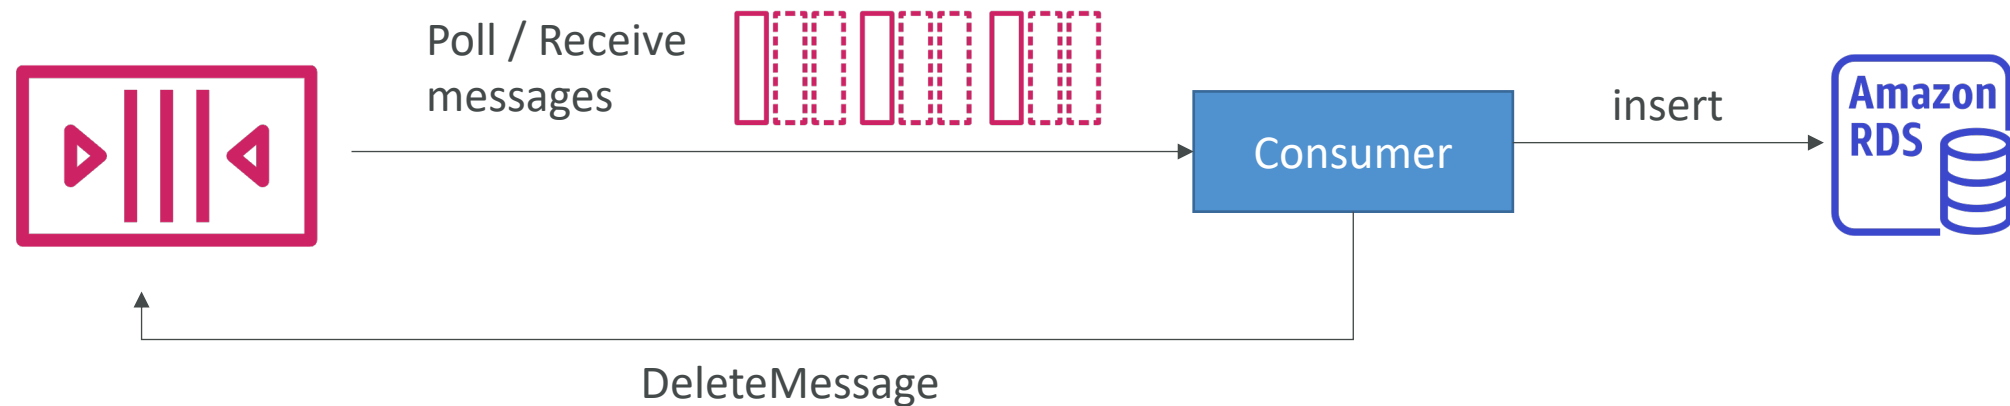 Poll / Receive
messages
Consumer
insert
Amazon
RDS
DeleteMessage